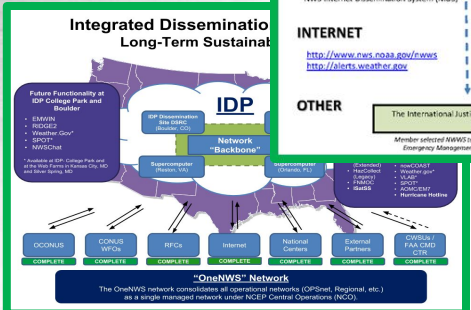 Integrated Disseminatio
Long-Term Sustainab
Future Functionality at
IDP College Park and
Boulder
• EMWIN
• RIDGE2
• Weather.Gov*
• SPOT*
• NWSChat
* Available at IDP- College Park and
at the Web Farms in Kansas City, MD
and Silver Spring, MD
IDP
IDP Dissemination
Site DSRC
(Boulder, CO)
Network
"Backbone"
Supercomputer
(Reston, VA)
Supercomputer
(Orlando, FL)
(Extended)
• HazCollect
(Legacy)
• FNMOC
• ISatSS
• nowCOAST
• Weather.gov*
• VLAB*
• SPOT*
• AOMC/EM7
• Hurricane Hotline
OCONUS
CONUS
WFOs
RFCs
Internet
National
Centers
External
Partners
CWSUs /
FAA CMD
CTR
COMPLETE
COMPLETE
COMPLETE
COMPLETE
COMPLETE
COMPLETE
COMPLETE
"OneNWS" Network
The OneNWS network consolidates all operational networks (OPSnet, Regional, etc.)
as a single managed network under NCEP Central Operations (NCO).
INTERNET
http://www.nws.noaa.gov/nwws
http://alerts.weather.gov
OTHER
The International Justi
Member selected NWWS to
Emergency Management